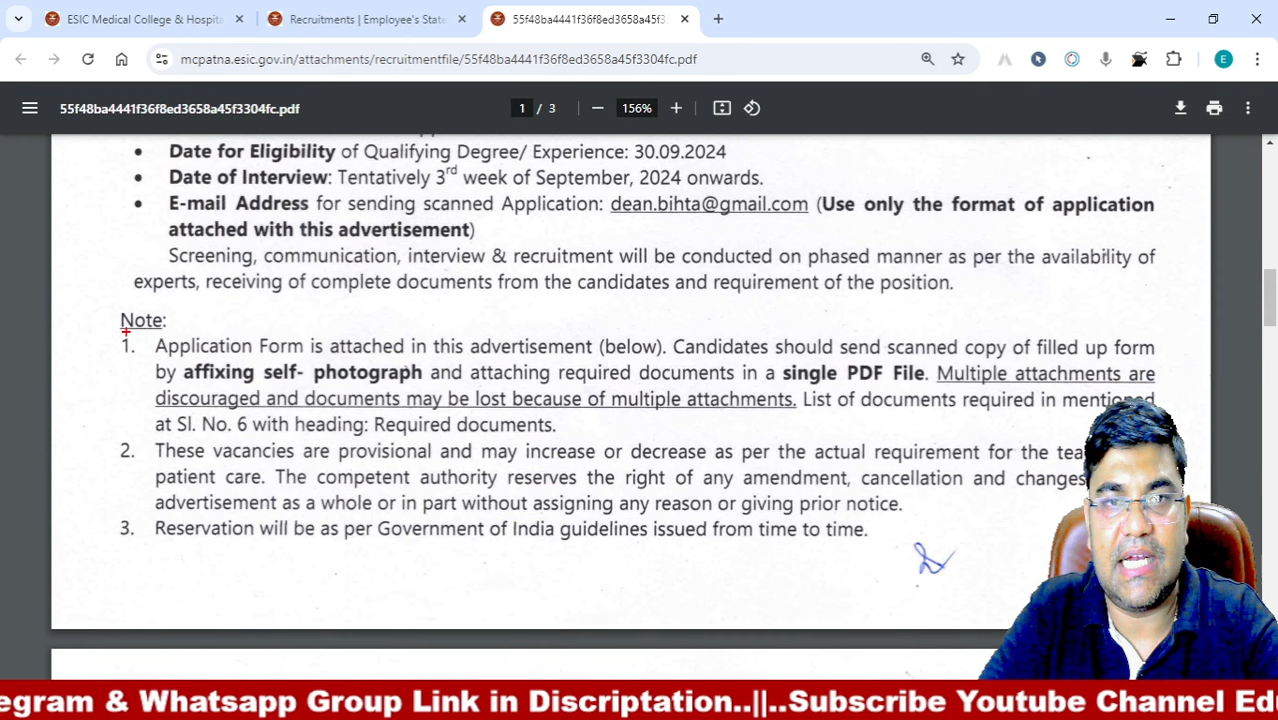 ESIC Medical College & Hospita
Recruitments | Employee's State
55f48ba4441f36f8ed3658a45f3
mcpatna.esic.gov.in/attachments/recruitmentfile/55f48ba4441f36f8ed3658a45f3304fc.pdf
E
55f48ba4441f36f8ed3658a45f3304fc.pdf
1 / 3
156%
• Date for Eligibility of Qualifying Degree/ Experience: 30.09.2024
• Date of Interview: Tentatively 3rd week of September, 2024 onwards.
• E-mail Address for sending scanned Application: dean.bihta@gmail.com (Use only the format of application
attached with this advertisement)
Screening, communication, interview & recruitment will be conducted on phased manner as per the availability of
experts, receiving of complete documents from the candidates and requirement of the position.
Note:
1. Application Form is attached in this advertisement (below). Candidates should send scanned copy of filled up form
by affixing self- photograph and attaching required documents in a single PDF File. Multiple attachments are
discouraged and documents may be lost because of multiple attachments. List of documents required in mentioned
at Sl. No. 6 with heading: Required documents.
2. These vacancies are provisional and may increase or decrease as per the actual requirement for the tea
patient care. The competent authority reserves the right of any amendment, cancellation and changes
advertisement as a whole or in part without assigning any reason or giving prior notice.
3. Reservation will be as per Government of India guidelines issued from time to time.
egram & Whatsapp Group Link in Discriptation..||..Subscribe Youtube Channel Ed